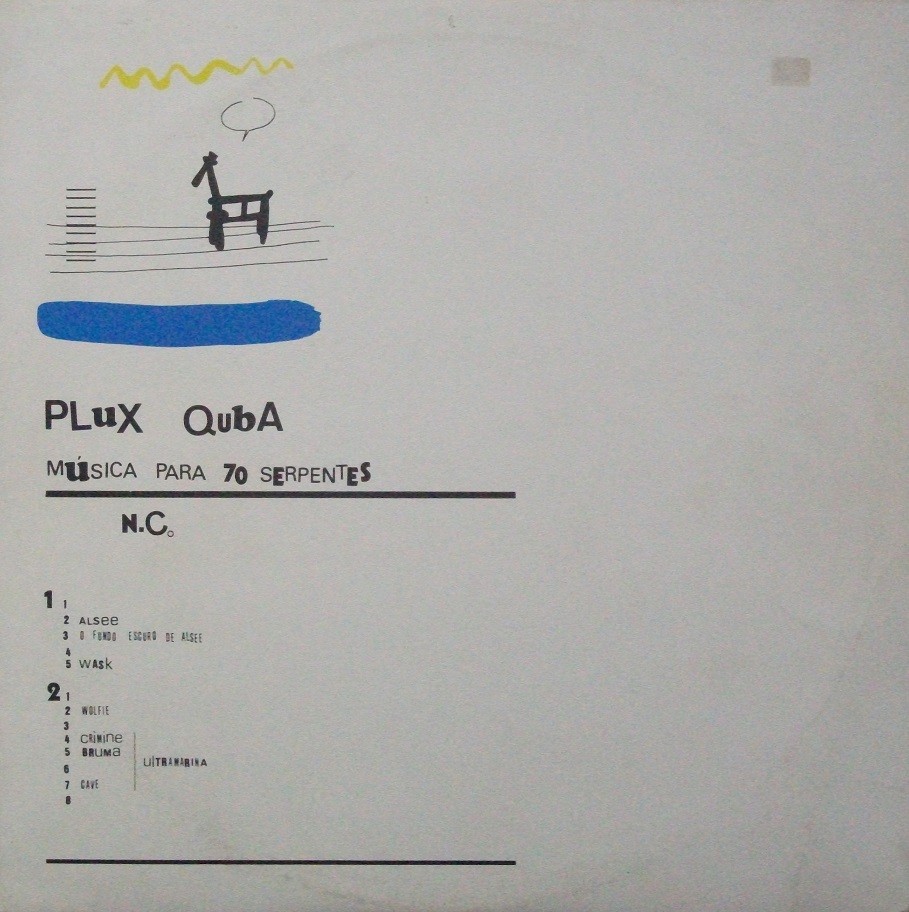 PLuX QubA
MúSICA PARA 70 SERPENTES
N.C.
1 1
2 ALSee
3 O FUNDO ESCURO DE ALSEE
4
5 WASk
2 1
2 WOLFIE
3
4 CRIMINe
5 BRUMa
UlTRAMARINA
6
7 CAVE
8